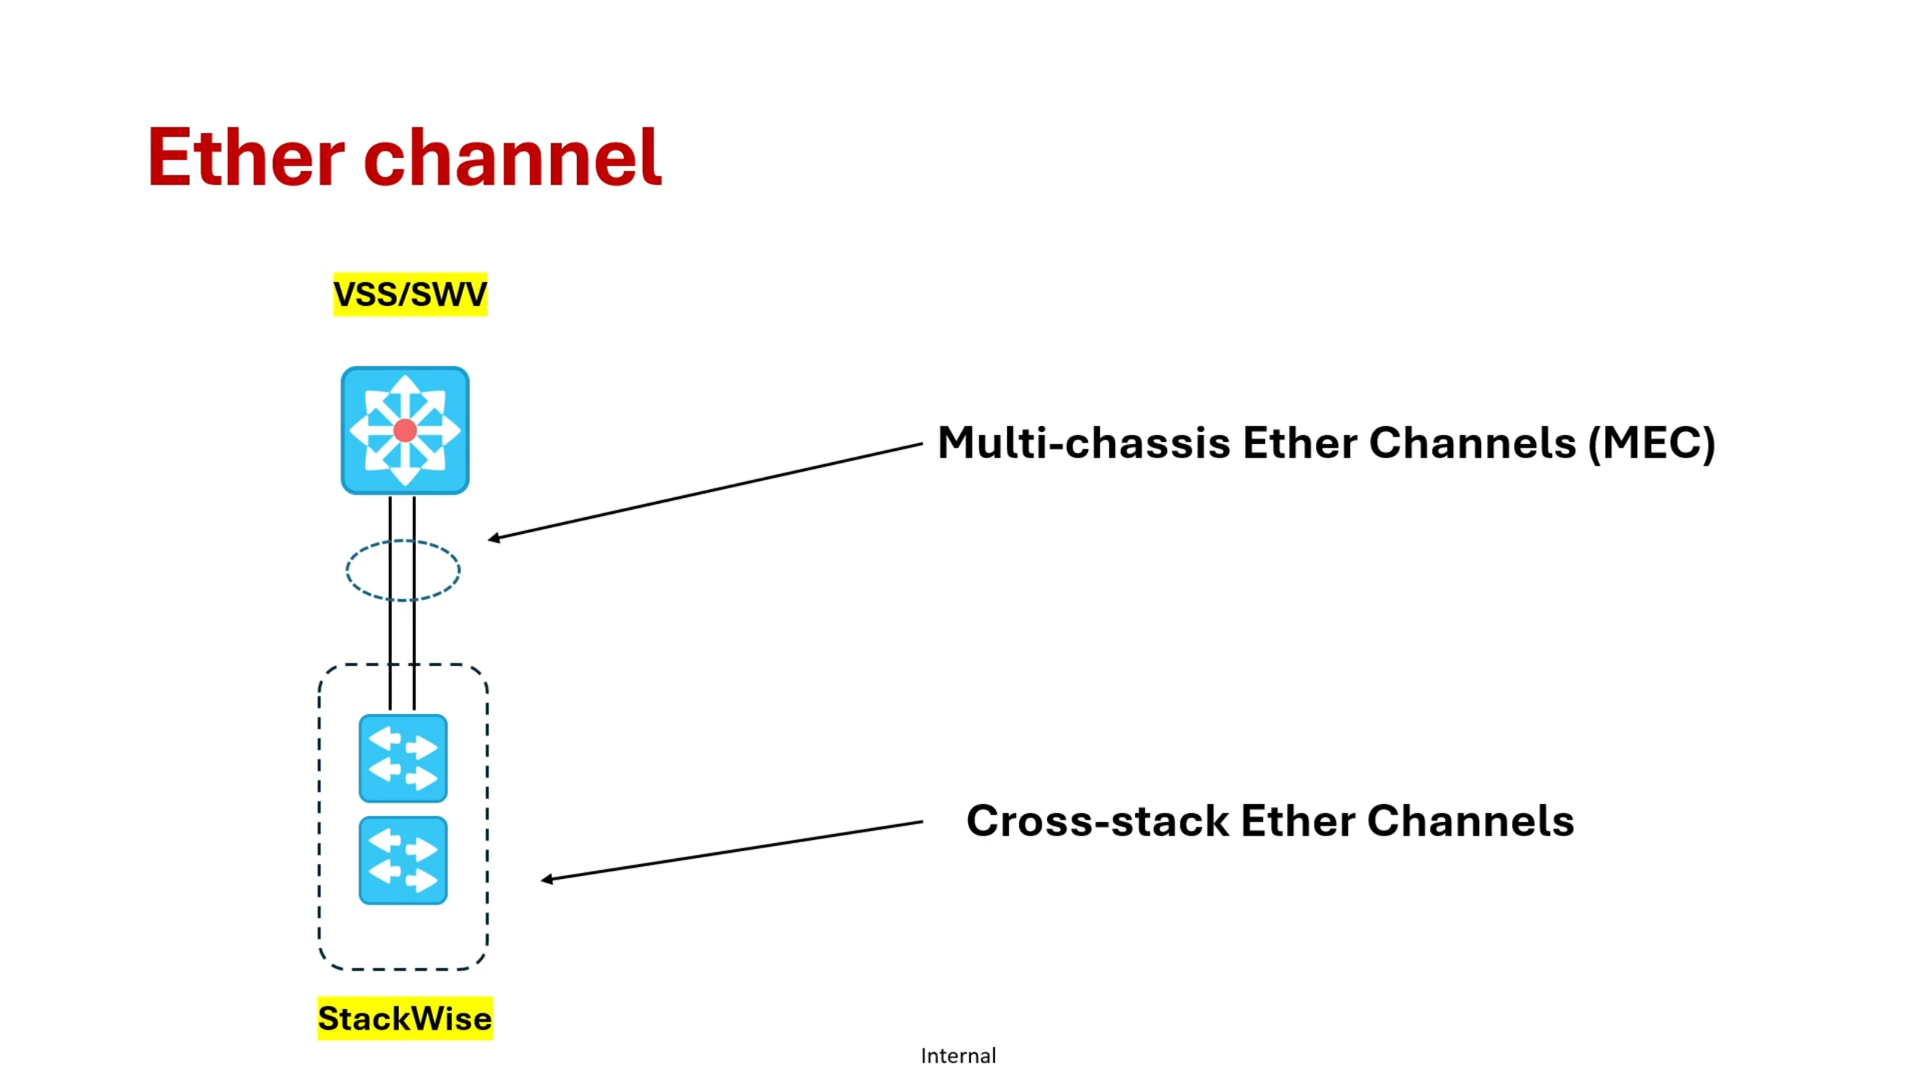 Ether channel
VSS/SWV
Multi-chassis Ether Channels (MEC)
Cross-stack Ether Channels
StackWise
Internal